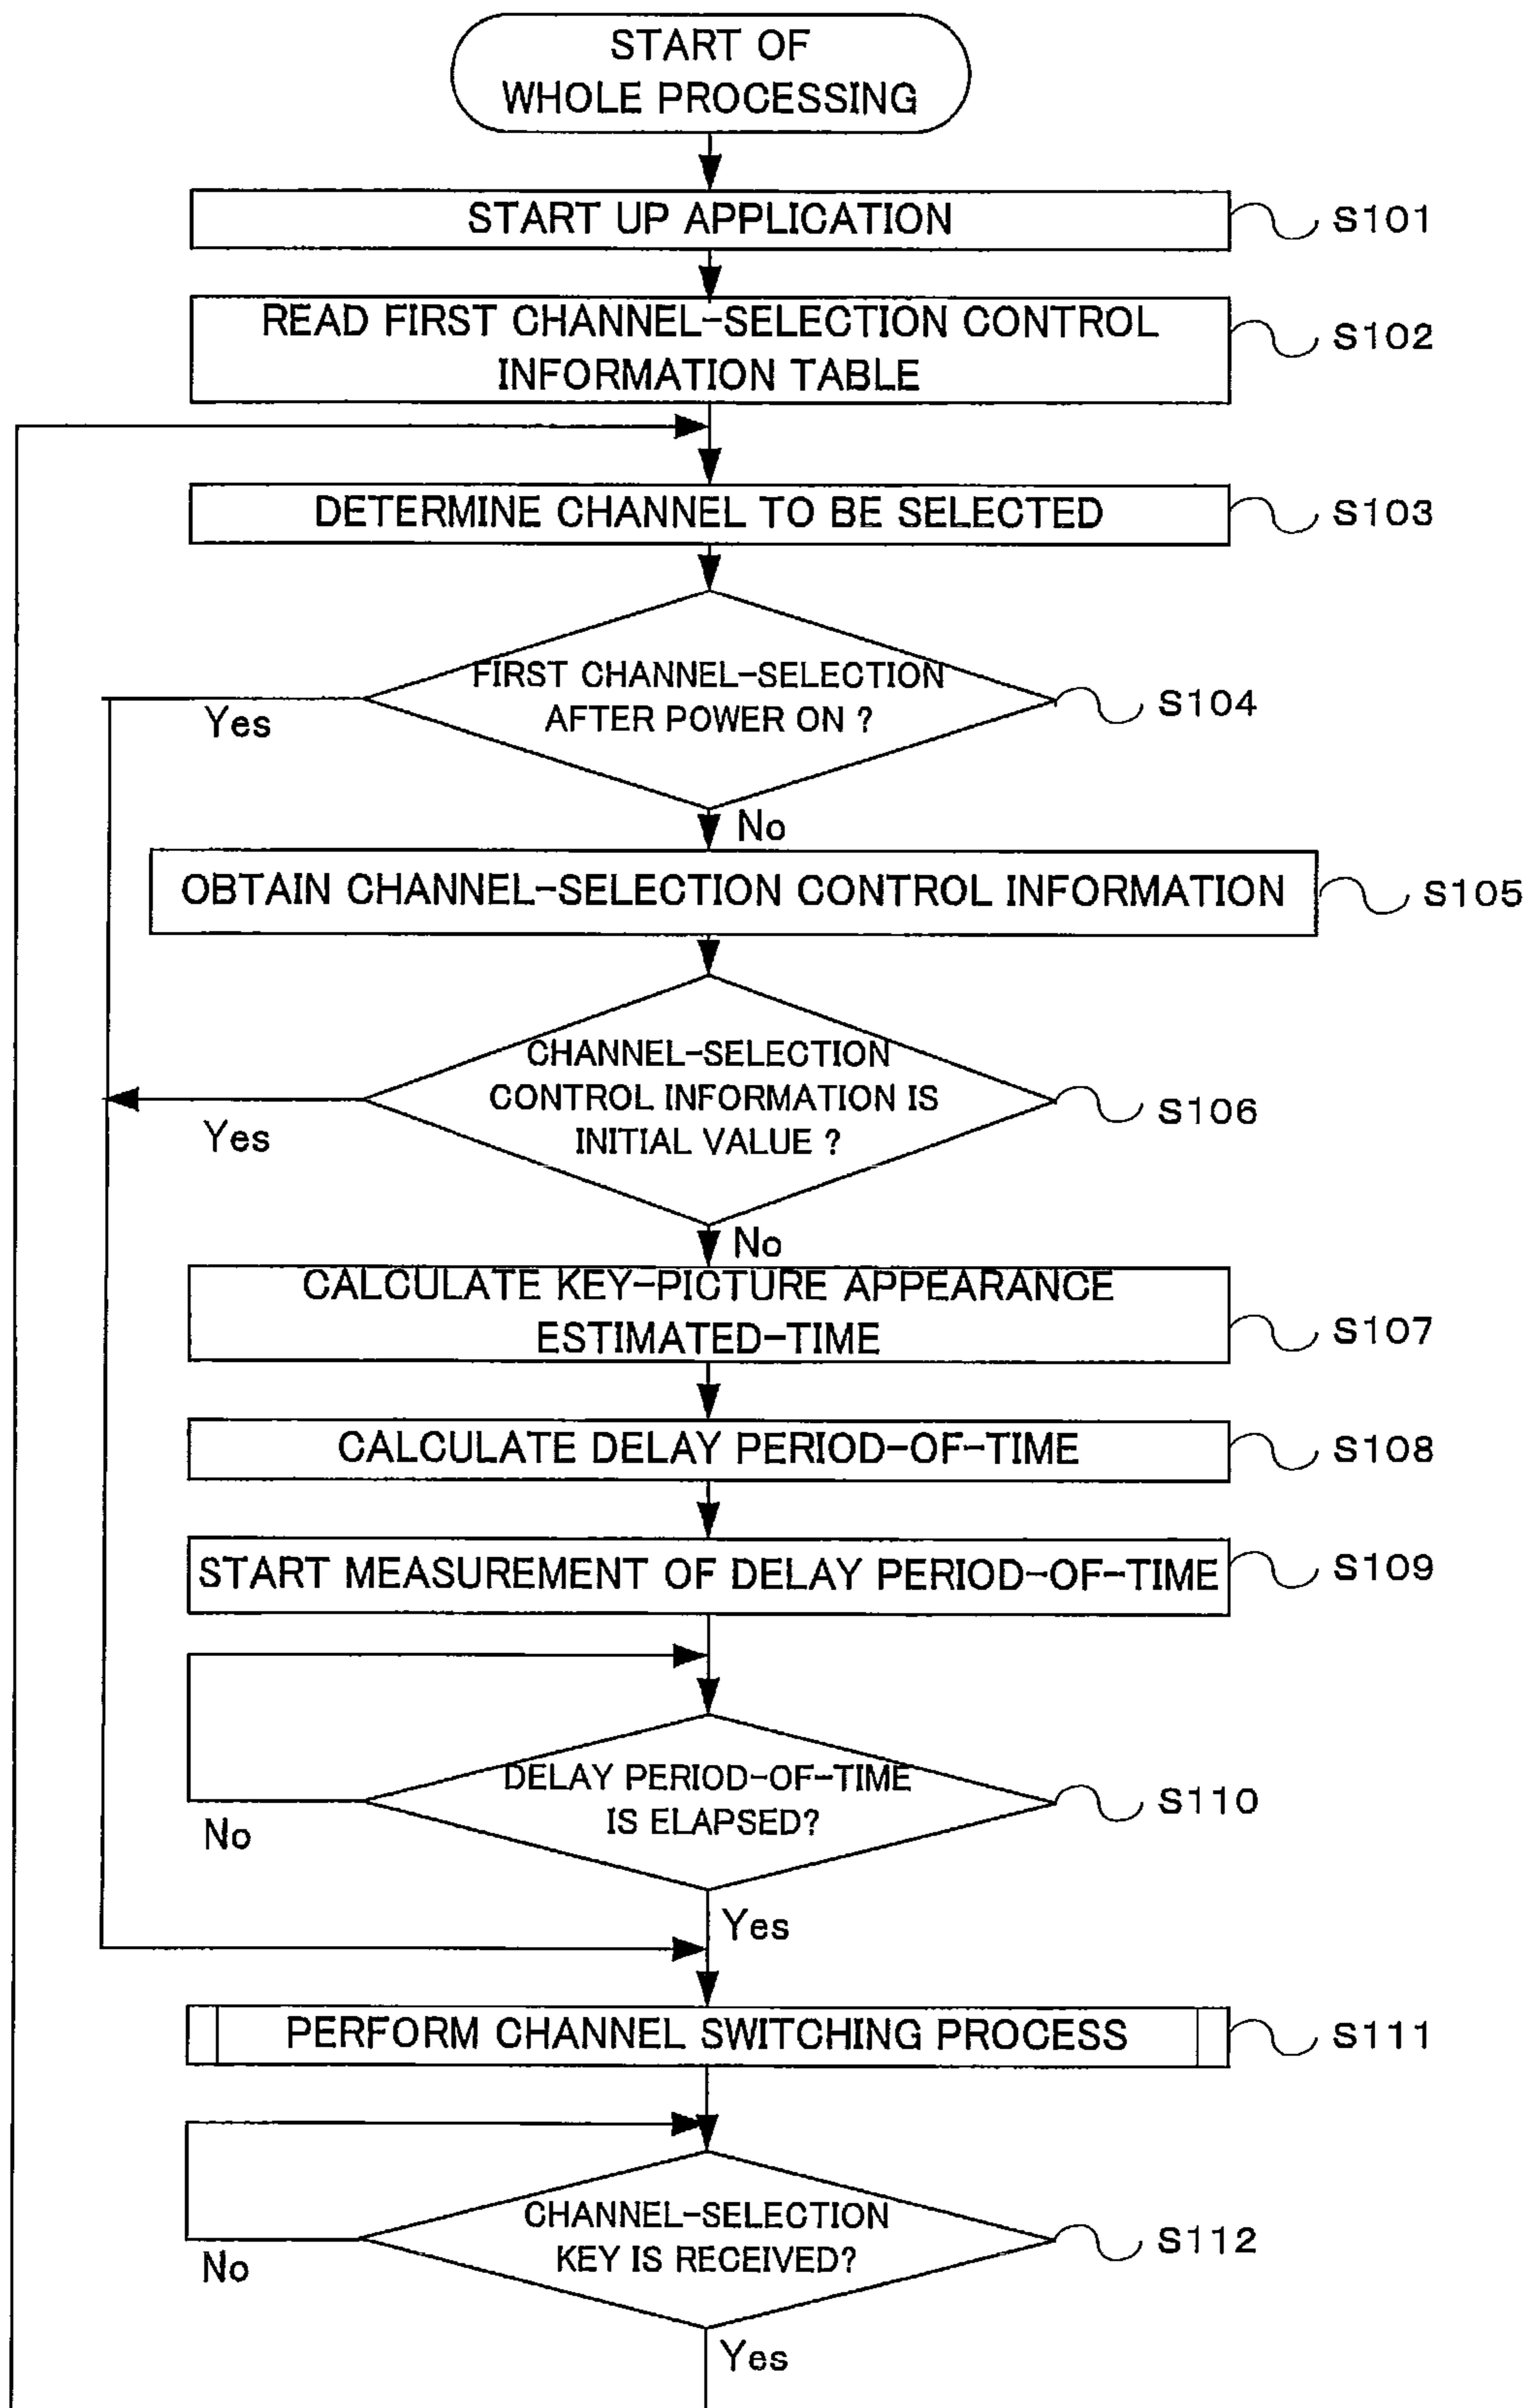 START OF
WHOLE PROCESSING
START UP APPLICATION
S101
READ FIRST CHANNEL-SELECTION CONTROL
INFORMATION TABLE
S102
DETERMINE CHANNEL TO BE SELECTED
S103
FIRST CHANNEL-SELECTION
AFTER POWER ON ?
S104
Yes
No
OBTAIN CHANNEL-SELECTION CONTROL INFORMATION
S105
CHANNEL-SELECTION
CONTROL INFORMATION IS
INITIAL VALUE ?
S106
Yes
No
CALCULATE KEY-PICTURE APPEARANCE
ESTIMATED-TIME
S107
CALCULATE DELAY PERIOD-OF-TIME
S108
START MEASUREMENT OF DELAY PERIOD-OF-TIME
S109
DELAY PERIOD-OF-TIME
IS ELAPSED?
S110
No
Yes
PERFORM CHANNEL SWITCHING PROCESS
S111
CHANNEL-SELECTION
KEY IS RECEIVED?
S112
No
Yes